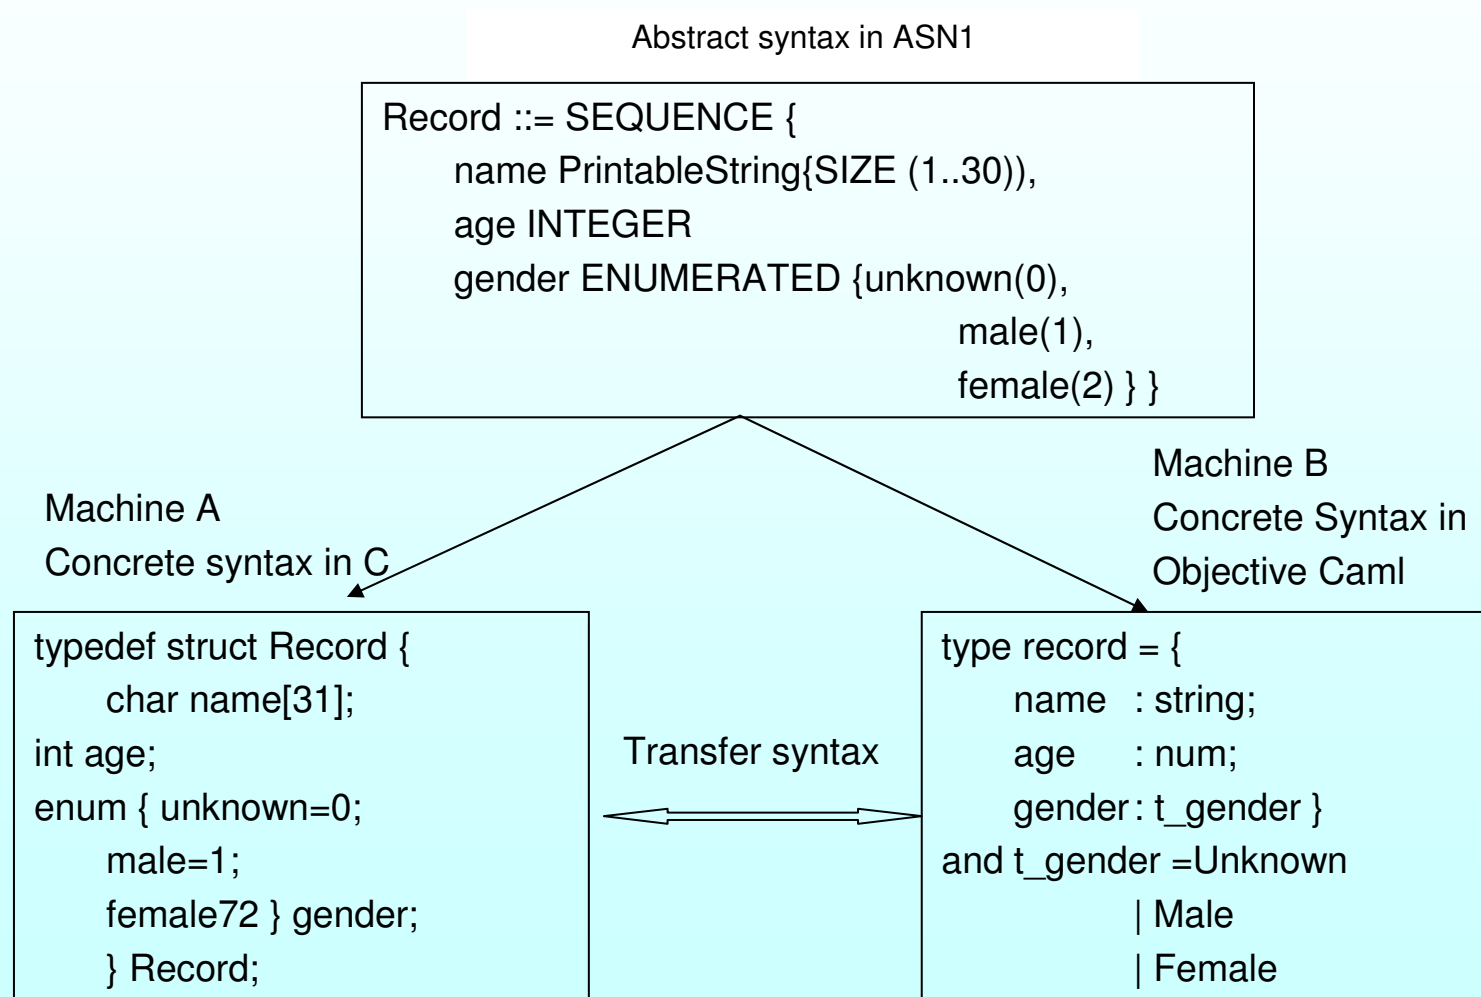 Abstract syntax in ASN1
Record ::= SEQUENCE {
name PrintableString{SIZE (1..30)),
age INTEGER
gender ENUMERATED {unknown(0),
male(1),
female(2) } }
Machine A
Concrete syntax in C
Machine B
Concrete Syntax in
Objective Caml
typedef struct Record {
char name[31];
int age;
enum { unknown=0;
male=1;
female72 } gender;
} Record;
Transfer syntax
type record = {
name : string;
age : num;
gender : t_gender }
and t_gender =Unknown
| Male
| Female